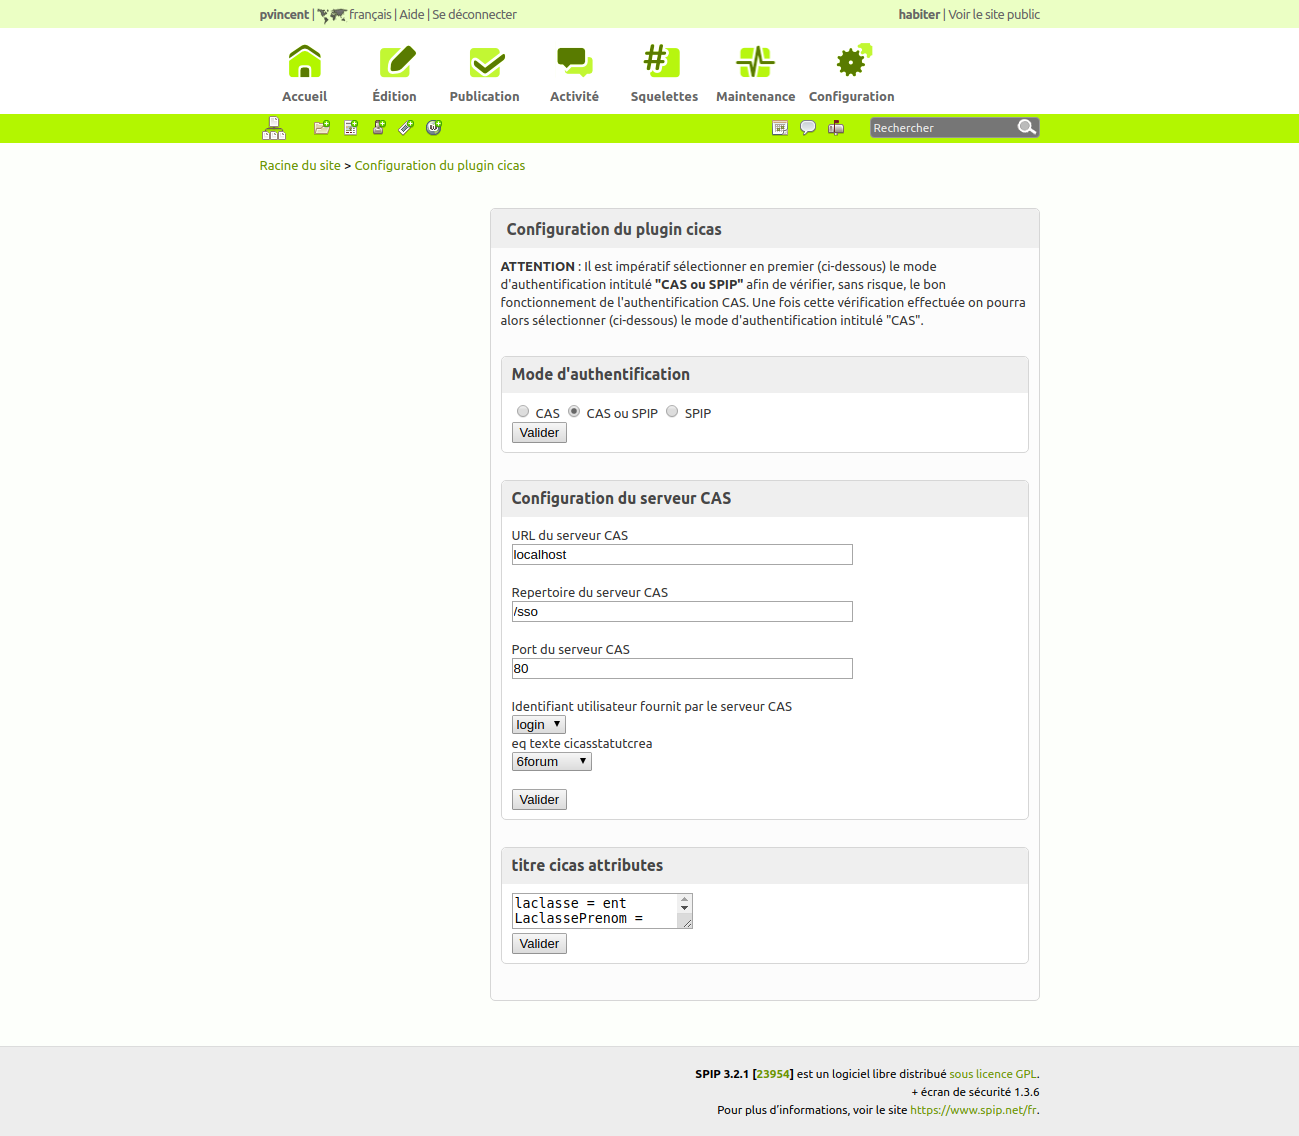 pvincent | français | Aide | Se déconnecter
habiter | Voir le site public
Accueil
Édition
Publication
Activité
Squelettes
Maintenance
Configuration
Rechercher
Racine du site > Configuration du plugin cicas
Configuration du plugin cicas
ATTENTION : Il est impératif sélectionner en premier (ci-dessous) le mode
d'authentification intitulé "CAS ou SPIP" afin de vérifier, sans risque, le bon
fonctionnement de l'authentification CAS. Une fois cette vérification effectuée on pourra
alors sélectionner (ci-dessous) le mode d'authentification intitulé "CAS".
Mode d'authentification
CAS CAS ou SPIP SPIP
Valider
Configuration du serveur CAS
URL du serveur CAS
localhost
Repertoire du serveur CAS
/sso
Port du serveur CAS
80
Identifiant utilisateur fournit par le serveur CAS
login
eq texte cicasstatutcrea
6forum
Valider
titre cicas attributes
laclasse = ent
LaclassePrenom =
Valider
SPIP 3.2.1 [23954] est un logiciel libre distribué sous licence GPL.
+ écran de sécurité 1.3.6
Pour plus d'informations, voir le site https://www.spip.net/fr.